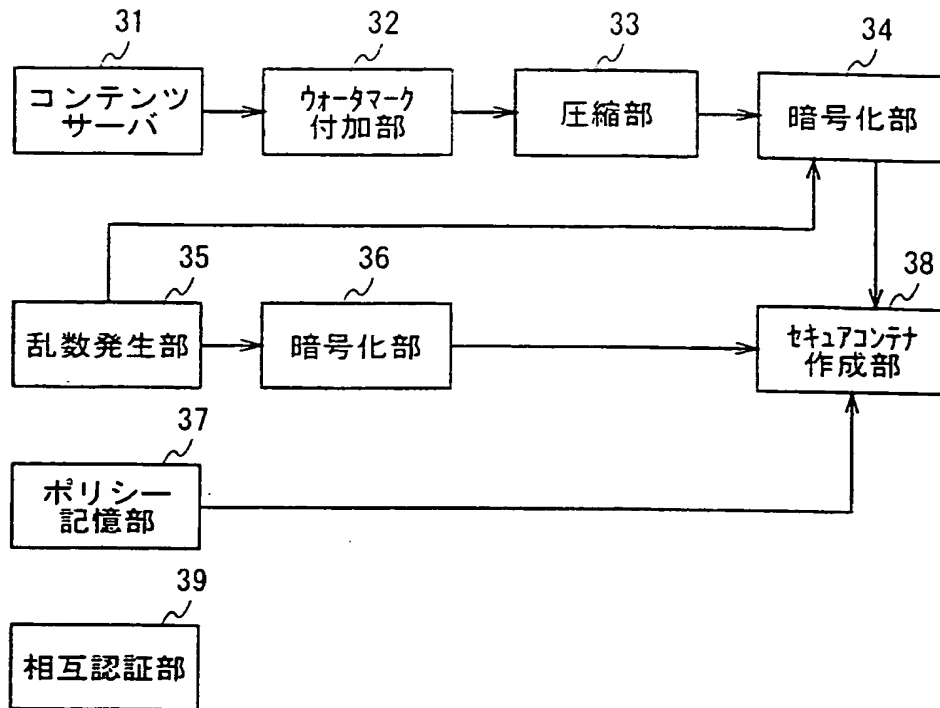 31
コンテンツ
サーバ
32
ウォータマーク
付加部
33
圧縮部
34
暗号化部
35
乱数発生部
36
暗号化部
38
セキュアコンテナ
作成部
37
ポリシー
記憶部
39
相互認証部